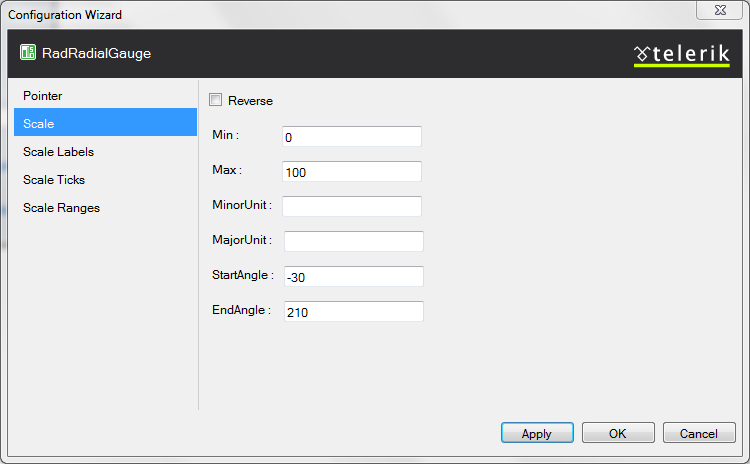 Configuration Wizard
RadRadialGauge
telerik
Pointer
Scale
Scale Labels
Scale Ticks
Scale Ranges
Reverse
Min : 0
Max : 100
MinorUnit :
MajorUnit :
StartAngle : -30
EndAngle : 210
Apply OK Cancel